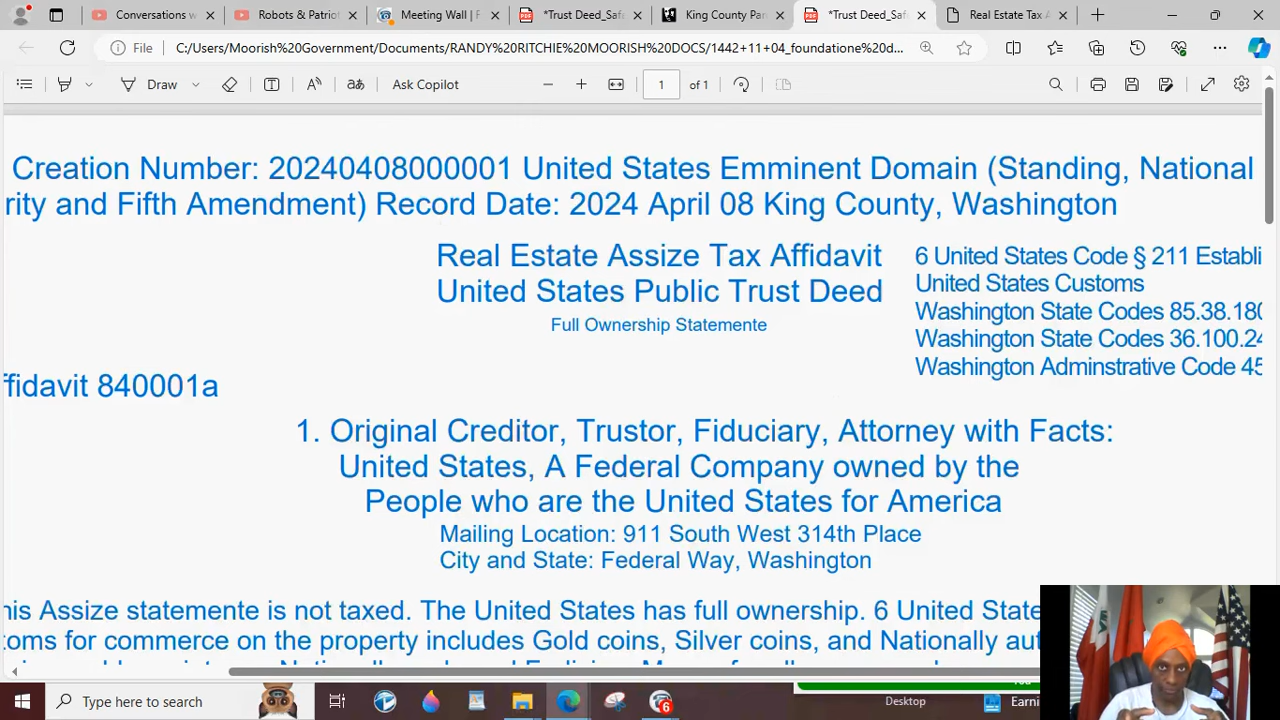 Conversations w
Robots & Patriot
Meeting Wall | F
*Trust Deed_Safa
King County Par
*Trust Deed_Safa
Real Estate Tax A
File
C:/Users/Moorish%20Government/Documents/RANDY%20RITCHIE%20MOORISH%20DOCS/1442+11+04_foundatione%20d...
Draw
Ask Copilot
1 of 1
Creation Number: 20240408000001 United States Emminent Domain (Standing, National
rity and Fifth Amendment) Record Date: 2024 April 08 King County, Washington
Real Estate Assize Tax Affidavit
United States Public Trust Deed
Full Ownership Statemente
6 United States Code § 211 Establi
United States Customs
Washington State Codes 85.38.180
Washington State Codes 36.100.24
Washington Adminstrative Code 45
ffidavit 840001a
1. Original Creditor, Trustor, Fiduciary, Attorney with Facts:
United States, A Federal Company owned by the
People who are the United States for America
Mailing Location: 911 South West 314th Place
City and State: Federal Way, Washington
his Assize statemente is not taxed. The United States has full ownership. 6 United State
oms for commerce on the property includes Gold coins, Silver coins, and Nationally au
Type here to search
6
Desktop
Earni